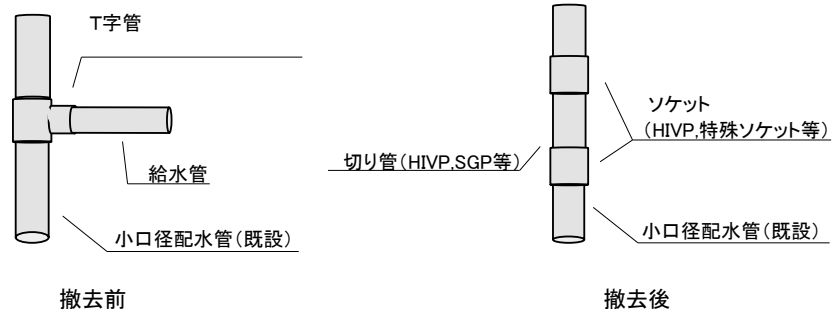 T字管
給水管
小口径配水管(既設)
撤去前
ソケット
(HIVP,特殊ソケット等)
切り管(HIVP,SGP等)
小口径配水管(既設)
撤去後